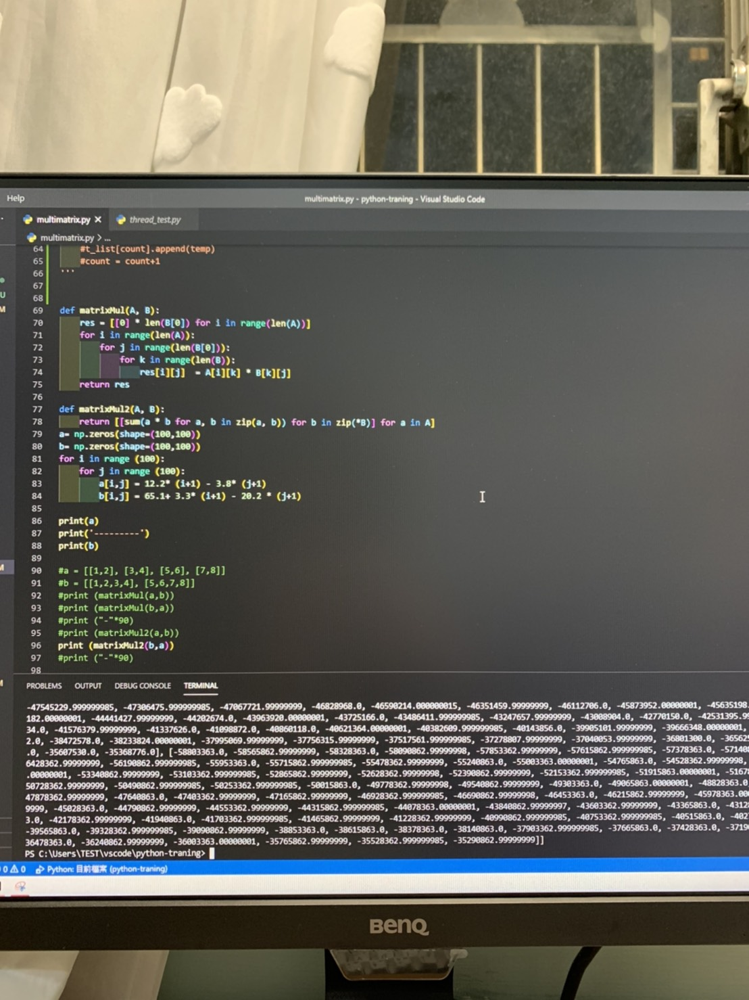 Help
multimatrix.py - python-traning - Visual Studio Code
multimatrix.py
thread_test.py
multimatrix.py > ...
64 #t_list[count].append(temp)
65 #count = count+1
66 '''
67
68
69 def matrixMul(A, B):
70 res = [[0] * len(B[0]) for i in range(len(A))]
71 for i in range(len(A)):
72 for j in range(len(B[0])):
73 for k in range(len(B)):
74 res[i][j] = A[i][k] * B[k][j]
75 return res
76
77 def matrixMul2(A, B):
78 return [[sum(a * b for a, b in zip(a, b)) for b in zip(*B)] for a in A]
79 a= np.zeros(shape=(100,100))
80 b= np.zeros(shape=(100,100))
81 for i in range (100):
82 for j in range (100):
83 a[i,j] = 12.2* (i+1) - 3.8* (j+1)
84 b[i,j] = 65.1+ 3.3* (i+1) - 20.2 * (j+1)
85
86 print(a)
87 print('---------')
88 print(b)
89
90 #a = [[1,2], [3,4], [5,6], [7,8]]
91 #b = [[1,2,3,4], [5,6,7,8]]
92 #print (matrixMul(a,b))
93 #print (matrixMul(b,a))
94 #print ("-"*90)
95 #print (matrixMul2(a,b))
96 print (matrixMul2(b,a))
97 #print ("-"*90)
98
PROBLEMS OUTPUT DEBUG CONSOLE TERMINAL
-47545229.999999985, -47306475.999999985, -47067721.99999999, -46828968.0, -46590214.000000015, -46351459.99999999, -46112706.0, -45873952.00000001, -45635198.
182.00000001, -44441427.99999999, -44202674.0, -43963920.00000001, -43725166.0, -43486411.999999985, -43247657.99999999, -43008904.0, -42770150.0, -42531395.99
34.0, -41576379.99999999, -41337626.0, -41098872.0, -40860118.0, -40621364.00000001, -40382609.999999985, -40143856.0, -39905101.99999999, -39666348.00000001,
2.0, -38472578.0, -38233824.00000001, -37995069.99999999, -37756315.99999999, -37517561.999999985, -37278807.99999999, -37040053.99999999, -36801300.0, -36562
.0, -35607530.0, -35368776.0], [-58803363.0, -58565862.99999999, -58328363.0, -58090862.99999998, -57853362.99999999, -57615862.999999985, -57378363.0, -57140
6428362.99999999, -56190862.999999985, -55953363.0, -55715862.999999985, -55478362.99999999, -55240863.0, -55003363.00000001, -54765863.0, -54528362.99999998,
.00000001, -53340862.99999999, -53103362.999999985, -52865862.99999999, -52628362.99999998, -52390862.99999999, -52153362.999999985, -51915863.00000001, -5167
50728362.99999999, -50490862.999999985, -50253362.999999985, -50015863.0, -49778362.99999998, -49540862.99999999, -49303363.0, -49065863.00000001, -48828363.0
47878362.99999999, -47640863.0, -47403362.99999999, -47165862.99999999, -46928362.999999985, -46690862.99999998, -46453363.0, -46215862.99999999, -45978363.00
9999, -45028363.0, -44790862.99999999, -44553362.99999999, -44315862.999999985, -44078363.00000001, -43840862.99999997, -43603362.99999999, -43365863.0, -4312
3.0, -42178362.99999999, -41940863.0, -41703362.999999985, -41465862.99999999, -41228362.99999999, -40990862.999999985, -40753362.999999985, -40515863.0, -402
-39565863.0, -39328362.999999985, -39090862.99999999, -38853363.0, -38615863.0, -38378363.0, -38140863.0, -37903362.999999985, -37665863.0, -37428363.0, -3719
36478363.0, -36240862.99999999, -36003363.00000001, -35765862.99999999, -35528362.999999985, -35290862.99999999]]
PS C:\Users\TEST\vscode\python-traning>
0 0 Python: 目前檔案 (python-traning)
BenQ